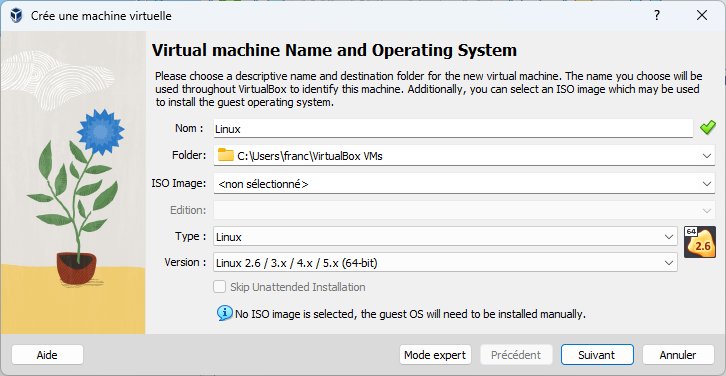 Crée une machine virtuelle
Virtual machine Name and Operating System
Please choose a descriptive name and destination folder for the new virtual machine. The name you choose will be
used throughout VirtualBox to identify this machine. Additionally, you can select an ISO image which may be used
to install the guest operating system.
Nom : Linux
Folder: C:\Users\franc\VirtualBox VMs
ISO Image: <non sélectionné>
Edition:
Type : Linux
64
2.6
Version : Linux 2.6 / 3.x / 4.x / 5.x (64-bit)
Skip Unattended Installation
No ISO image is selected, the guest OS will need to be installed manually.
Aide Mode expert Précédent Suivant Annuler